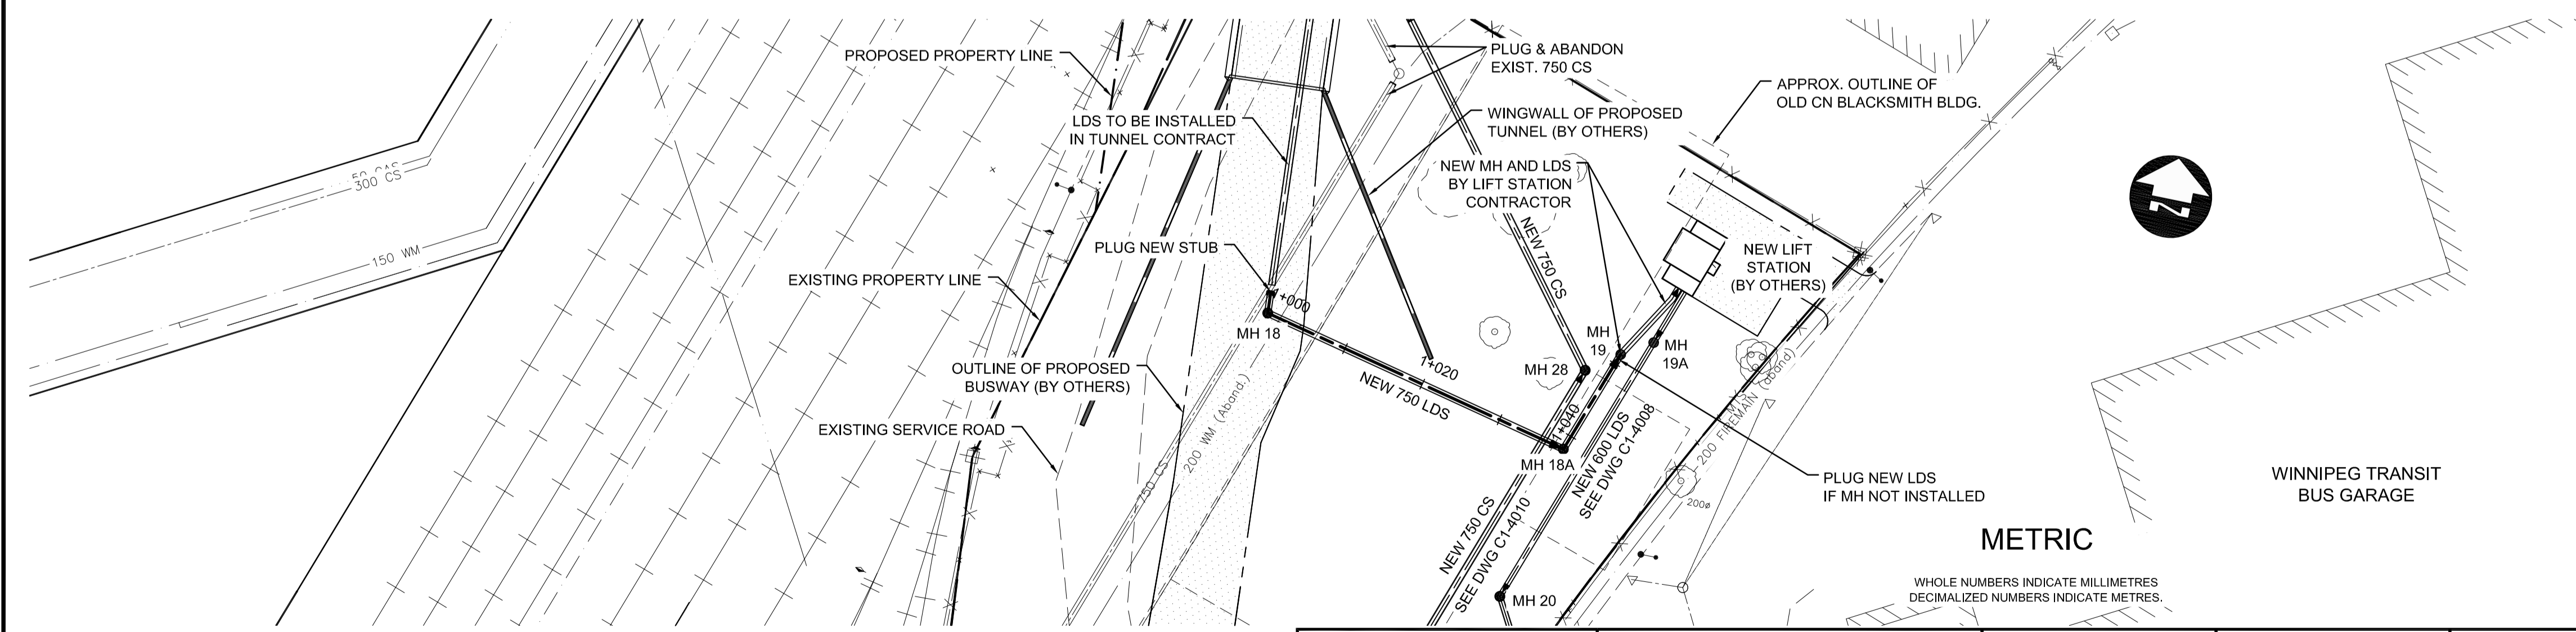 PROPOSED PROPERTY LINE
LDS TO BE INSTALLED
IN TUNNEL CONTRACT
PLUG & ABANDON
EXIST. 750 CS
WINGWALL OF PROPOSED
TUNNEL (BY OTHERS)
APPROX. OUTLINE OF
OLD CN BLACKSMITH BLDG.
NEW MH AND LDS
BY LIFT STATION
CONTRACTOR
300 CS
150 WM
PLUG NEW STUB
EXISTING PROPERTY LINE
NEW 750 CS
NEW LIFT
STATION
(BY OTHERS)
N
1+000
MH 18
MH
19
MH
19A
OUTLINE OF PROPOSED
BUSWAY (BY OTHERS)
1+020
NEW 750 LDS
MH 28
EXISTING SERVICE ROAD
200 WM (Aband.)
750 CS
1+040
MH 18A
NEW 600 LDS
SEE DWG C1-4008
MTS
200 FIREMAIN (aband)
200ø
PLUG NEW LDS
IF MH NOT INSTALLED
WINNIPEG TRANSIT
BUS GARAGE
NEW 750 CS
SEE DWG C1-4010
MH 20
METRIC
WHOLE NUMBERS INDICATE MILLIMETRES
DECIMALIZED NUMBERS INDICATE METRES.